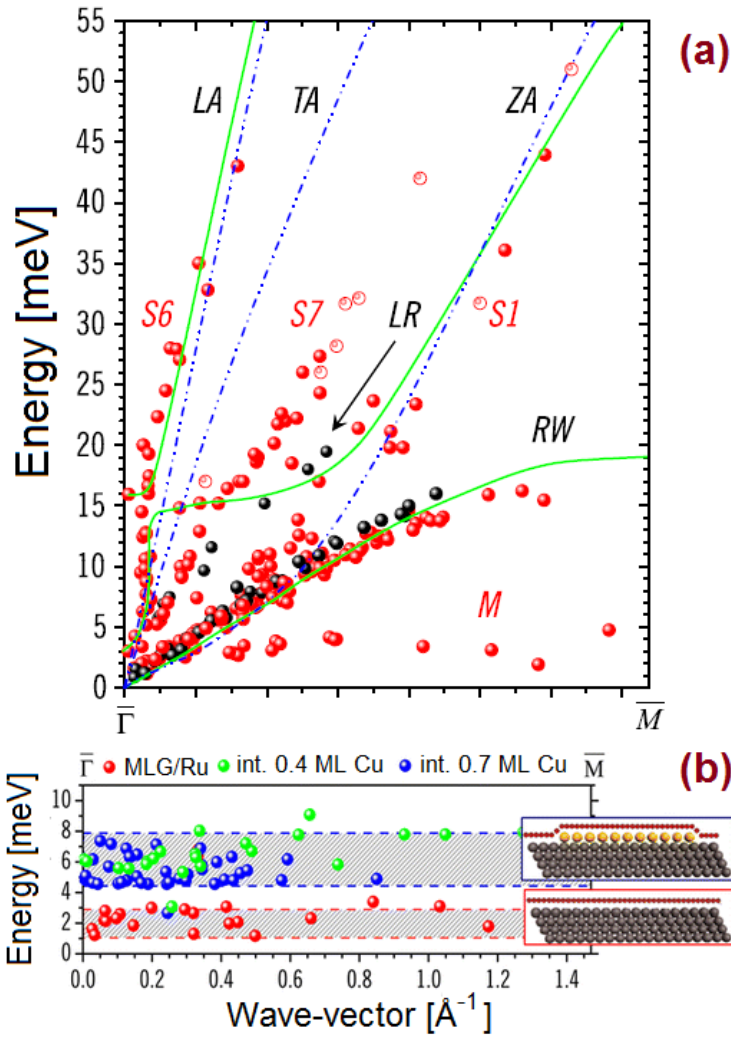 (a)
55
50
45
40
35
30
25
20
15
10
5
0
Energy [meV]
LA TA ZA
S6 S7 LR S1
RW
M
Γ̅ M̅
Γ̅ M̅
(b)
MLG/Ru int. 0.4 ML Cu int. 0.7 ML Cu
10
8
6
4
2
0
Energy [meV]
0.0 0.2 0.4 0.6 0.8 1.0 1.2 1.4
Wave-vector [Å⁻¹]